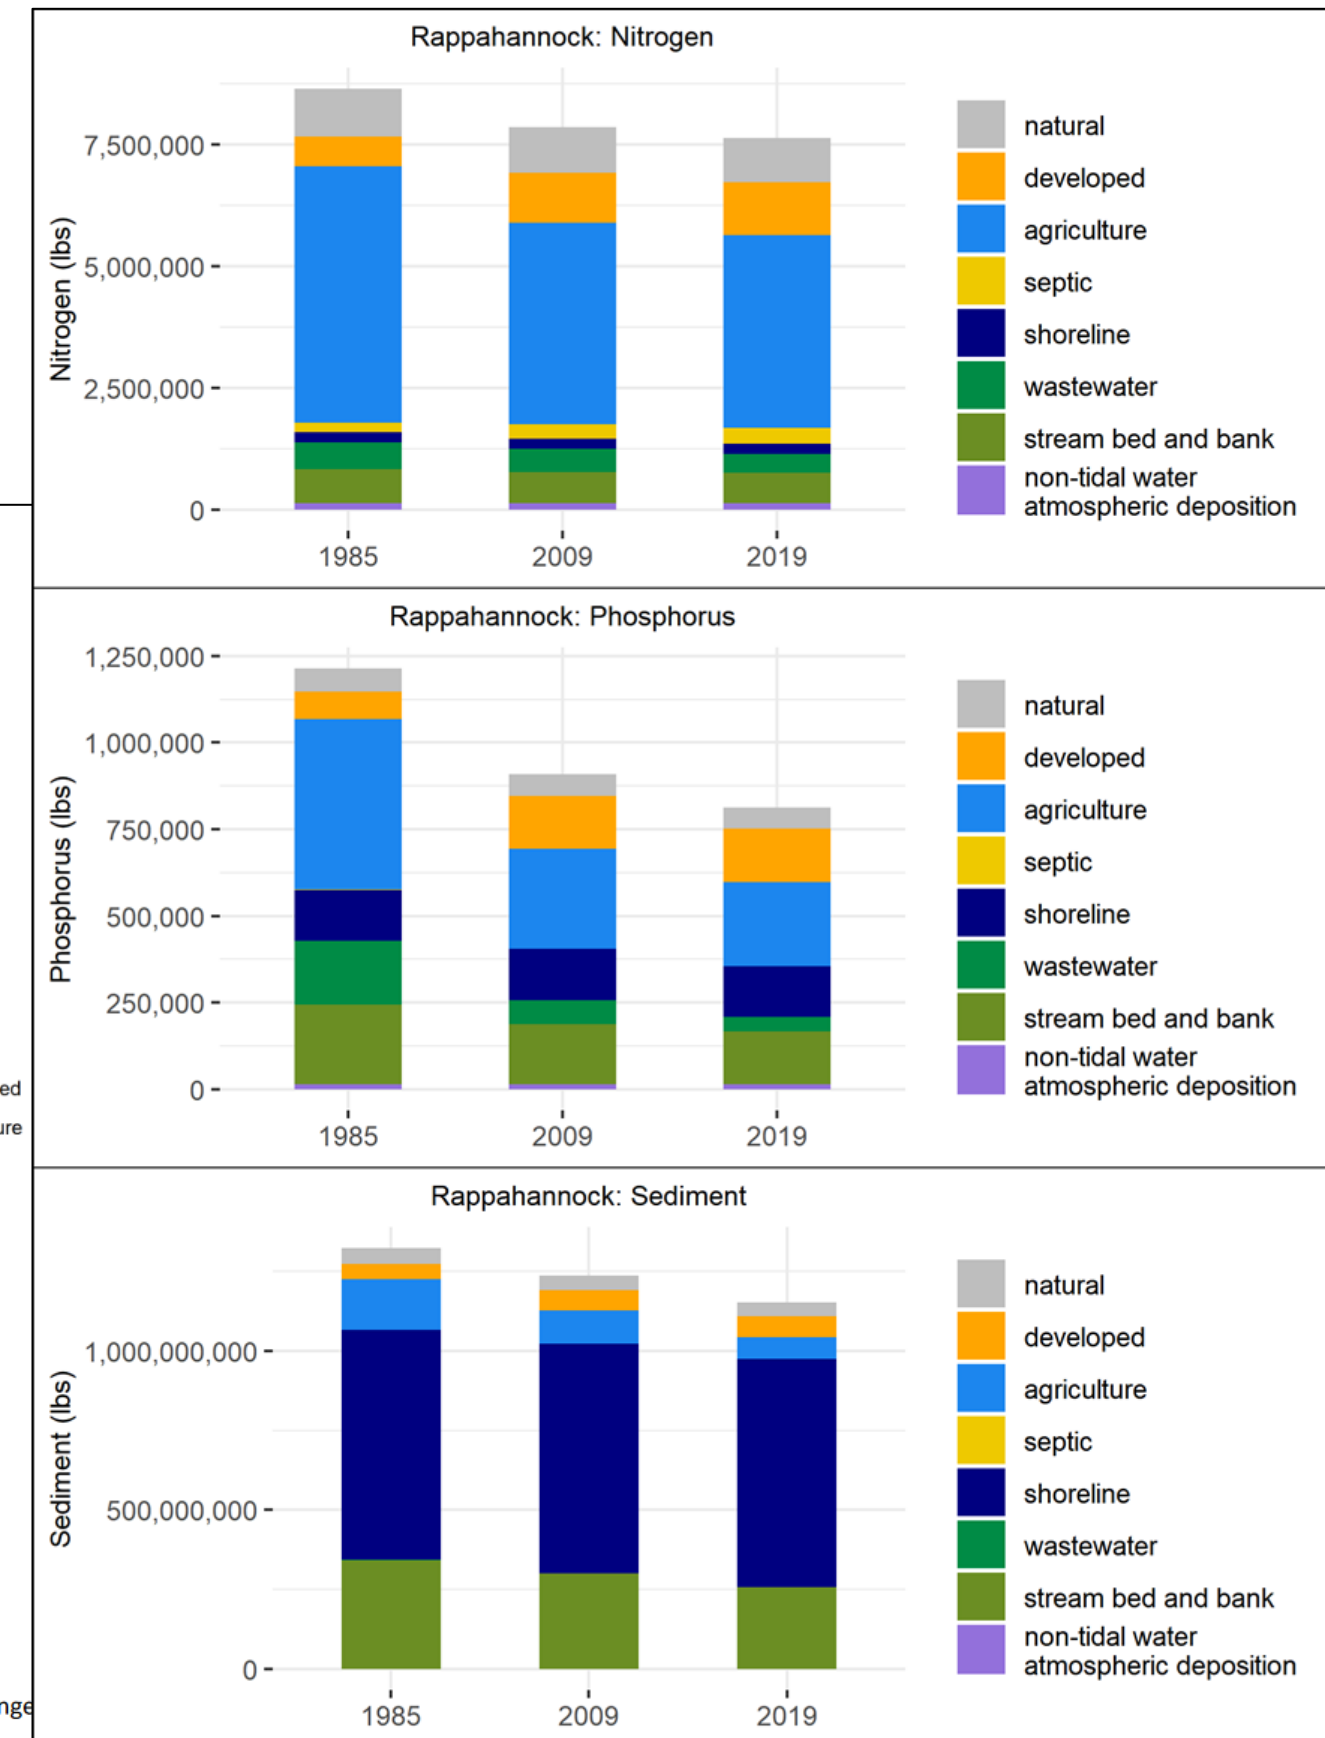 Rappahannock: Nitrogen
Nitrogen (lbs)
7,500,000
5,000,000
2,500,000
0
1985
2009
2019
natural
developed
agriculture
septic
shoreline
wastewater
stream bed and bank
non-tidal water
atmospheric deposition
Rappahannock: Phosphorus
Phosphorus (lbs)
1,250,000
1,000,000
750,000
500,000
250,000
0
1985
2009
2019
natural
developed
agriculture
septic
shoreline
wastewater
stream bed and bank
non-tidal water
atmospheric deposition
Rappahannock: Sediment
Sediment (lbs)
1,000,000,000
500,000,000
0
1985
2009
2019
natural
developed
agriculture
septic
shoreline
wastewater
stream bed and bank
non-tidal water
atmospheric deposition